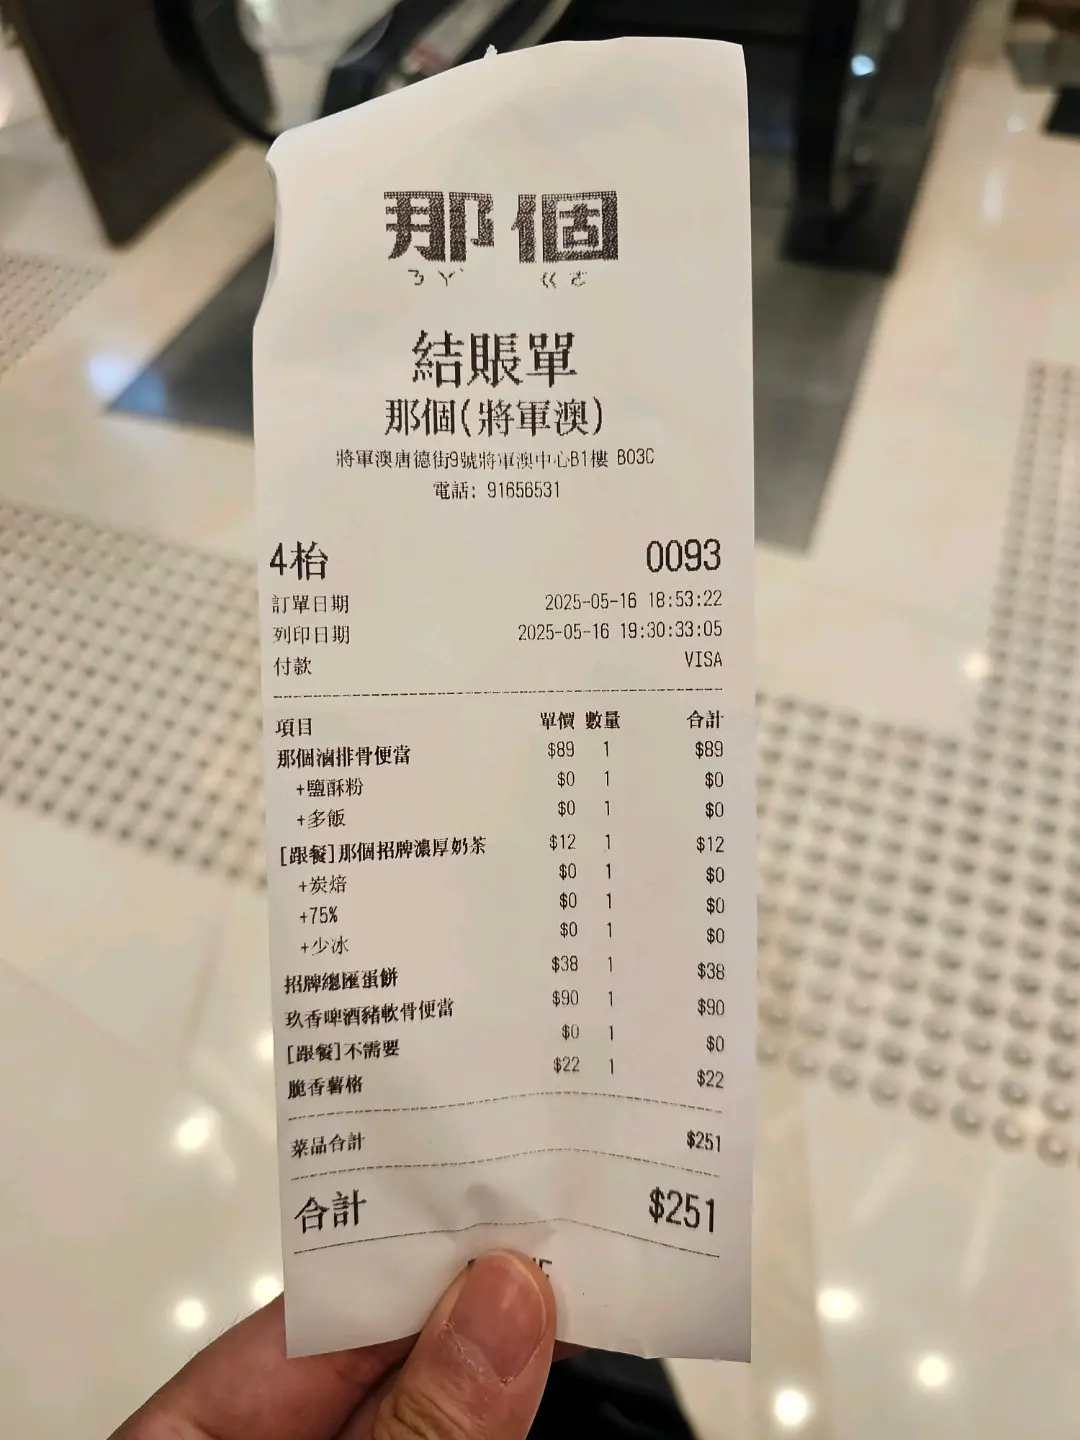 那個
ㄋㄚˋ ㄍㄜˋ
結賬單
那個(將軍澳)
將軍澳唐德街9號將軍澳中心B1樓 B03C
電話: 91656531
4枱 0093
訂單日期 2025-05-16 18:53:22
列印日期 2025-05-16 19:30:33:05
付款 VISA
項目 單價 數量 合計
那個滷排骨便當 $89 1 $89
+鹽酥粉 $0 1 $0
+多飯 $0 1 $0
[跟餐]那個招牌濃厚奶茶 $12 1 $12
+炭焙 $0 1 $0
+75% $0 1 $0
+少冰 $0 1 $0
招牌總匯蛋餅 $38 1 $38
玖香啤酒豬軟骨便當 $90 1 $90
[跟餐]不需要 $0 1 $0
脆香薯格 $22 1 $22
菜品合計 $251
合計 $251